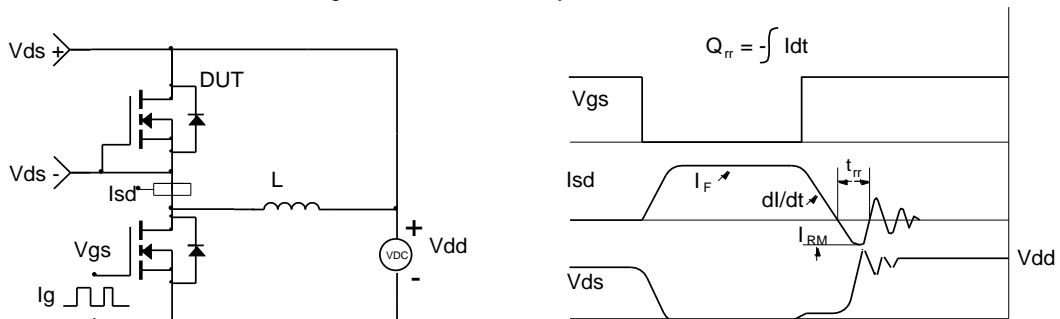 Vds +
DUT
Vds -
Isd
L
Vgs
+
VDC
Vdd
-
Ig
Qrr = -∫ Idt
Vgs
Isd
IF
dI/dt
trr
IRM
Vds
Vdd